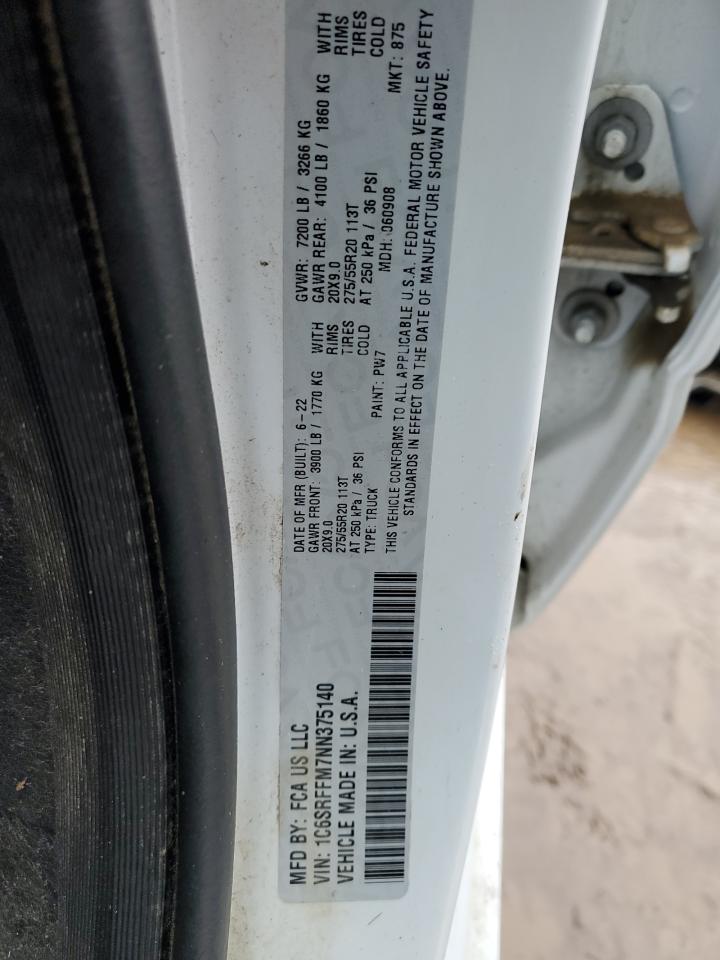 MFD BY: FCA US LLC
VIN: 1C6SRFFM7NN375140
VEHICLE MADE IN: U.S.A.
DATE OF MFR (BUILT): 6-22 GVWR: 7200 LB / 3266 KG
GAWR FRONT: 3900 LB / 1770 KG WITH GAWR REAR: 4100 LB / 1860 KG WITH
20X9.0 RIMS 20X9.0 RIMS
275/55R20 113T TIRES 275/55R20 113T TIRES
AT 250 kPa / 36 PSI COLD AT 250 kPa / 36 PSI COLD
TYPE: TRUCK PAINT: PW7 MDH: 060908 MKT: 875
THIS VEHICLE CONFORMS TO ALL APPLICABLE U.S.A. FEDERAL MOTOR VEHICLE SAFETY
STANDARDS IN EFFECT ON THE DATE OF MANUFACTURE SHOWN ABOVE.